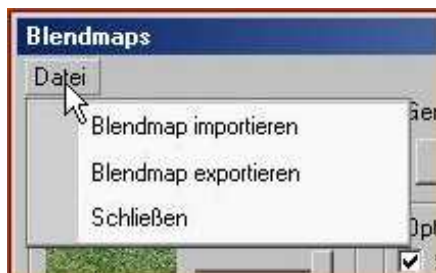 Blendmaps
Datei
Blendmap importieren
Blendmap exportieren
Schließen